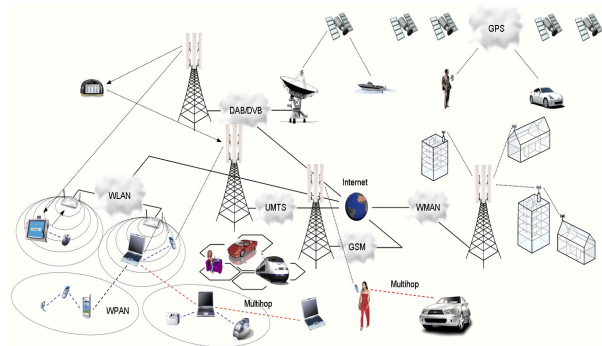 GPS
DAB/DVB
Internet
WLAN
UMTS
WMAN
GSM
Multihop
Multihop
WPAN